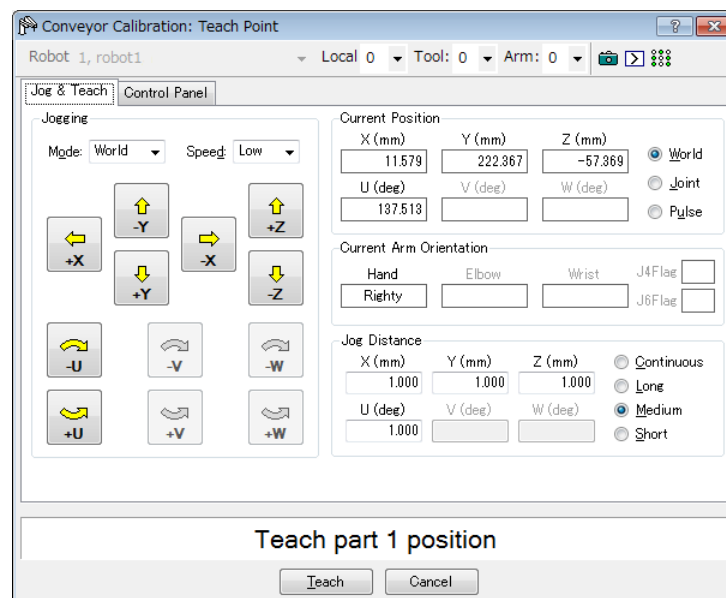 Conveyor Calibration: Teach Point
Robot 1, robot1 Local 0 Tool: 0 Arm: 0
Jog & Teach Control Panel
Jogging
Mode: World Speed: Low
-Y
+Z
+X
-X
+Y
-Z
-U -V -W
+U +V +W
Current Position
X (mm) Y (mm) Z (mm)
11.579 222.367 -57.369
U (deg) V (deg) W (deg)
137.513
World
Joint
Pulse
Current Arm Orientation
Hand Elbow Wrist
Righty
J4Flag
J6Flag
Jog Distance
X (mm) Y (mm) Z (mm)
1.000 1.000 1.000
U (deg) V (deg) W (deg)
1.000
Continuous
Long
Medium
Short
Teach part 1 position
Teach Cancel